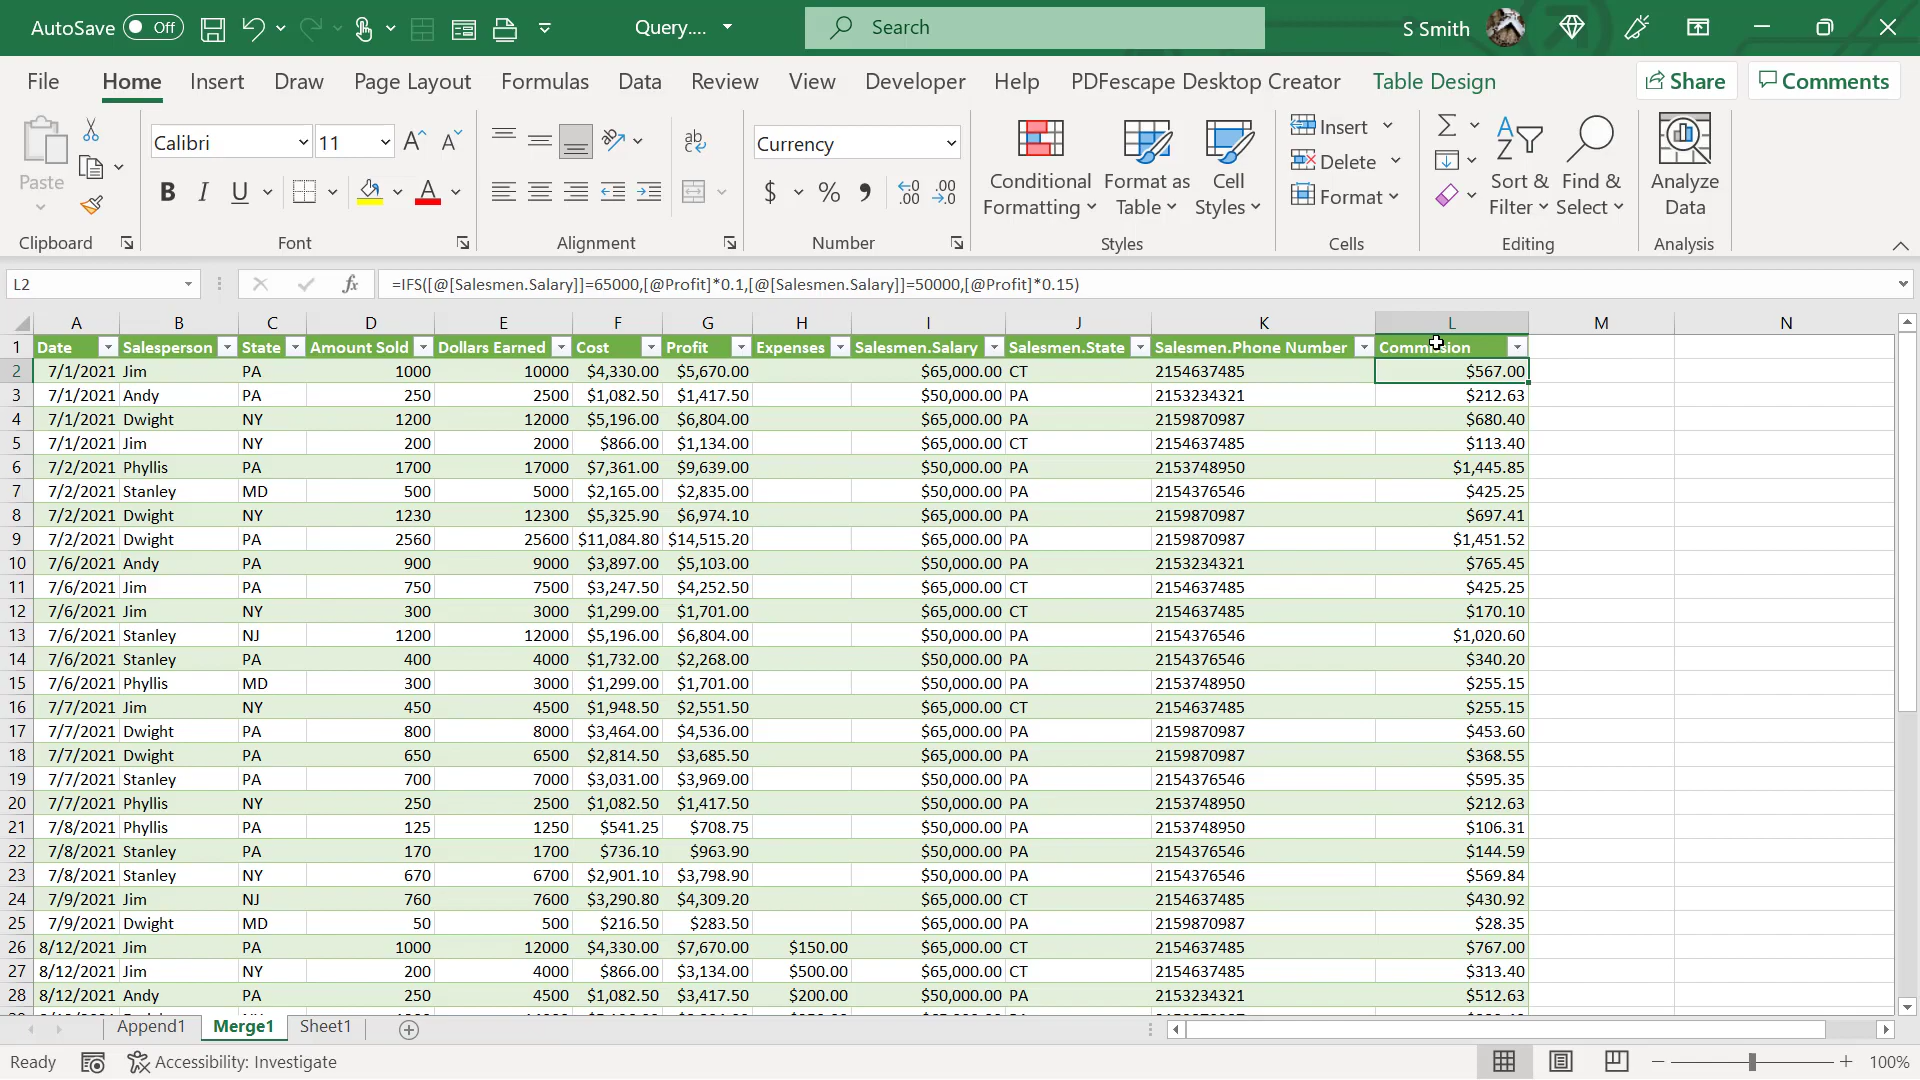 AutoSave Off Query.... Search S Smith
File Home Insert Draw Page Layout Formulas Data Review View Developer Help PDFescape Desktop Creator Table Design Share Comments
Paste Calibri 11 Currency Conditional Formatting Format as Table Cell Styles Insert Delete Format Sort & Filter Find & Select Analyze Data
Clipboard Font Alignment Number Styles Cells Editing Analysis
L2 fx =IFS([@[Salesmen.Salary]]=65000,[@Profit]*0.1,[@[Salesmen.Salary]]=50000,[@Profit]*0.15)
A B C D E F G H I J K L M N
1 Date Salesperson State Amount Sold Dollars Earned Cost Profit Expenses Salesmen.Salary Salesmen.State Salesmen.Phone Number Commission
2 7/1/2021 Jim PA 1000 10000 $4,330.00 $5,670.00 $65,000.00 CT 2154637485 $567.00
3 7/1/2021 Andy PA 250 2500 $1,082.50 $1,417.50 $50,000.00 PA 2153234321 $212.63
4 7/1/2021 Dwight NY 1200 12000 $5,196.00 $6,804.00 $65,000.00 PA 2159870987 $680.40
5 7/1/2021 Jim NY 200 2000 $866.00 $1,134.00 $65,000.00 CT 2154637485 $113.40
6 7/2/2021 Phyllis PA 1700 17000 $7,361.00 $9,639.00 $50,000.00 PA 2153748950 $1,445.85
7 7/2/2021 Stanley MD 500 5000 $2,165.00 $2,835.00 $50,000.00 PA 2154376546 $425.25
8 7/2/2021 Dwight NY 1230 12300 $5,325.90 $6,974.10 $65,000.00 PA 2159870987 $697.41
9 7/2/2021 Dwight PA 2560 25600 $11,084.80 $14,515.20 $65,000.00 PA 2159870987 $1,451.52
10 7/6/2021 Andy PA 900 9000 $3,897.00 $5,103.00 $50,000.00 PA 2153234321 $765.45
11 7/6/2021 Jim PA 750 7500 $3,247.50 $4,252.50 $65,000.00 CT 2154637485 $425.25
12 7/6/2021 Jim NY 300 3000 $1,299.00 $1,701.00 $65,000.00 CT 2154637485 $170.10
13 7/6/2021 Stanley NJ 1200 12000 $5,196.00 $6,804.00 $50,000.00 PA 2154376546 $1,020.60
14 7/6/2021 Stanley PA 400 4000 $1,732.00 $2,268.00 $50,000.00 PA 2154376546 $340.20
15 7/6/2021 Phyllis MD 300 3000 $1,299.00 $1,701.00 $50,000.00 PA 2153748950 $255.15
16 7/7/2021 Jim NY 450 4500 $1,948.50 $2,551.50 $65,000.00 CT 2154637485 $255.15
17 7/7/2021 Dwight PA 800 8000 $3,464.00 $4,536.00 $65,000.00 PA 2159870987 $453.60
18 7/7/2021 Dwight PA 650 6500 $2,814.50 $3,685.50 $65,000.00 PA 2159870987 $368.55
19 7/7/2021 Stanley PA 700 7000 $3,031.00 $3,969.00 $50,000.00 PA 2154376546 $595.35
20 7/7/2021 Phyllis NY 250 2500 $1,082.50 $1,417.50 $50,000.00 PA 2153748950 $212.63
21 7/8/2021 Phyllis PA 125 1250 $541.25 $708.75 $50,000.00 PA 2153748950 $106.31
22 7/8/2021 Stanley PA 170 1700 $736.10 $963.90 $50,000.00 PA 2154376546 $144.59
23 7/8/2021 Stanley NY 670 6700 $2,901.10 $3,798.90 $50,000.00 PA 2154376546 $569.84
24 7/9/2021 Jim NJ 760 7600 $3,290.80 $4,309.20 $65,000.00 CT 2154637485 $430.92
25 7/9/2021 Dwight MD 50 500 $216.50 $283.50 $65,000.00 PA 2159870987 $28.35
26 8/12/2021 Jim PA 1000 12000 $4,330.00 $7,670.00 $150.00 $65,000.00 CT 2154637485 $767.00
27 8/12/2021 Jim NY 200 4000 $866.00 $3,134.00 $500.00 $65,000.00 CT 2154637485 $313.40
28 8/12/2021 Andy PA 250 4500 $1,082.50 $3,417.50 $200.00 $50,000.00 PA 2153234321 $512.63
Append1 Merge1 Sheet1
Ready Accessibility: Investigate 100%